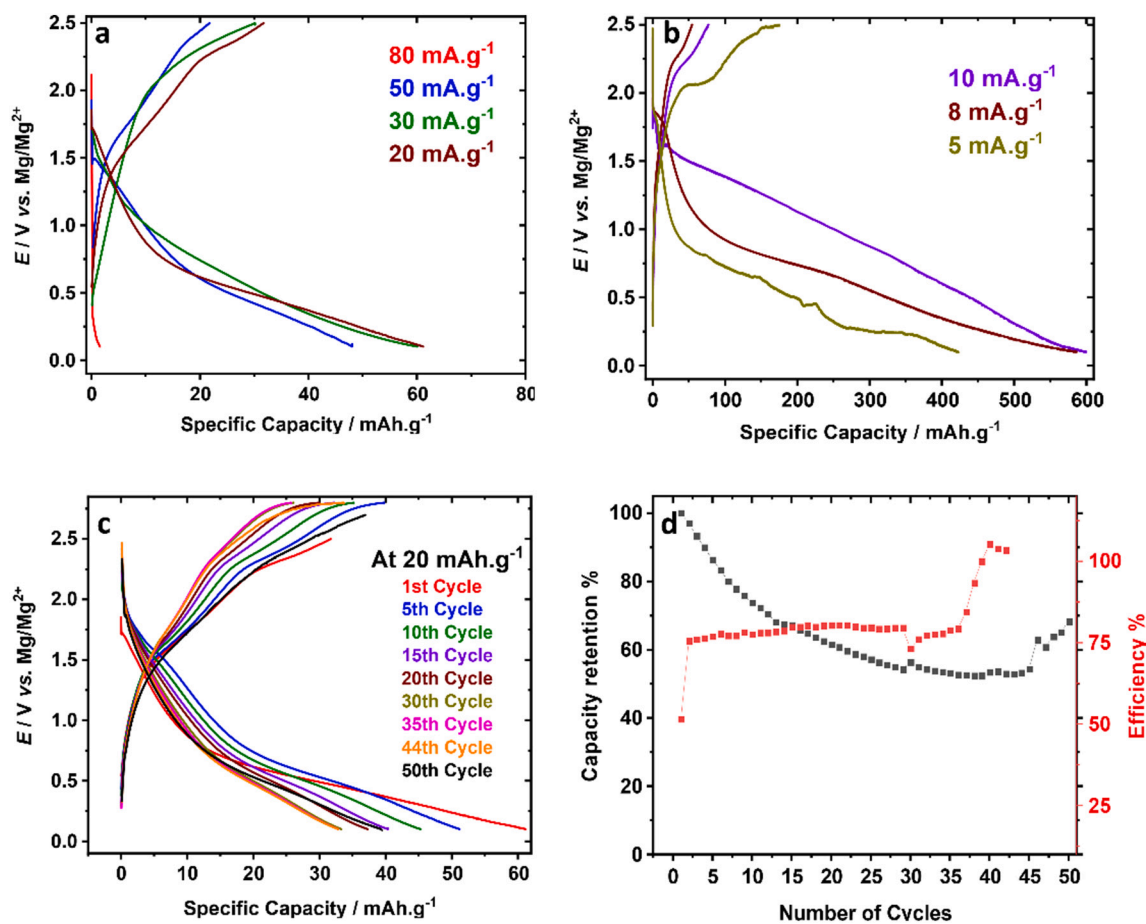 a
80 mA.g-1
50 mA.g-1
30 mA.g-1
20 mA.g-1
2.5
2.0
1.5
1.0
0.5
0.0
E / V vs. Mg/Mg2+
0 20 40 60 80
Specific Capacity / mAh.g-1
b
10 mA.g-1
8 mA.g-1
5 mA.g-1
2.5
2.0
1.5
1.0
0.5
0.0
E / V vs. Mg/Mg2+
0 100 200 300 400 500 600
Specific Capacity / mAh.g-1
c
At 20 mAh.g-1
1st Cycle
5th Cycle
10th Cycle
15th Cycle
20th Cycle
30th Cycle
35th Cycle
44th Cycle
50th Cycle
2.5
2.0
1.5
1.0
0.5
0.0
E / V vs. Mg/Mg2+
0 10 20 30 40 50 60
Specific Capacity / mAh.g-1
d
100
80
60
40
20
0
Capacity retention %
100
75
50
25
Efficiency %
0 5 10 15 20 25 30 35 40 45 50
Number of Cycles